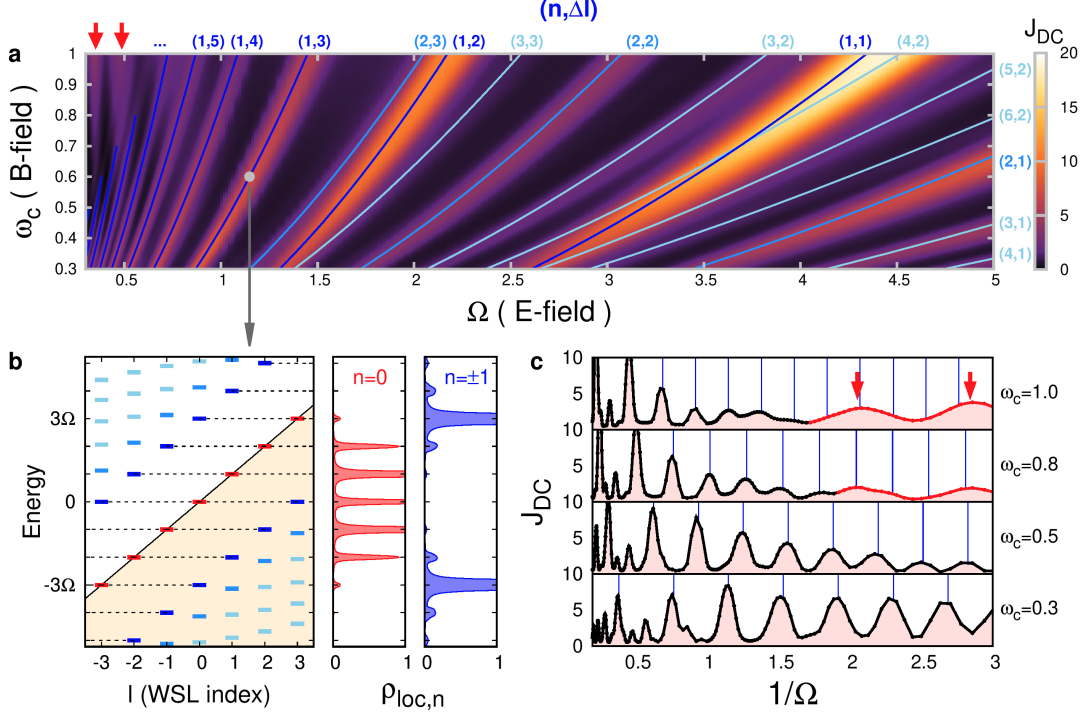 (n,Δl)
a
... (1,5) (1,4) (1,3) (2,3) (1,2) (3,3) (2,2) (3,2) (1,1) (4,2)
J_DC
1
0.9
0.8
0.7
0.6
0.5
0.4
0.3
ω_c ( B-field )
0.5 1 1.5 2 2.5 3 3.5 4 4.5 5
Ω ( E-field )
(5,2)
(6,2)
(2,1)
(3,1)
(4,1)
20
15
10
5
0
b
Energy
3Ω
0
-3Ω
-3 -2 -1 0 1 2 3
l (WSL index)
n=0
n=±1
0 1 0 1
ρ_loc,n
c
J_DC
10
5
10
5
10
5
10
5
0
ω_c=1.0
ω_c=0.8
ω_c=0.5
ω_c=0.3
0.5 1 1.5 2 2.5 3
1/Ω